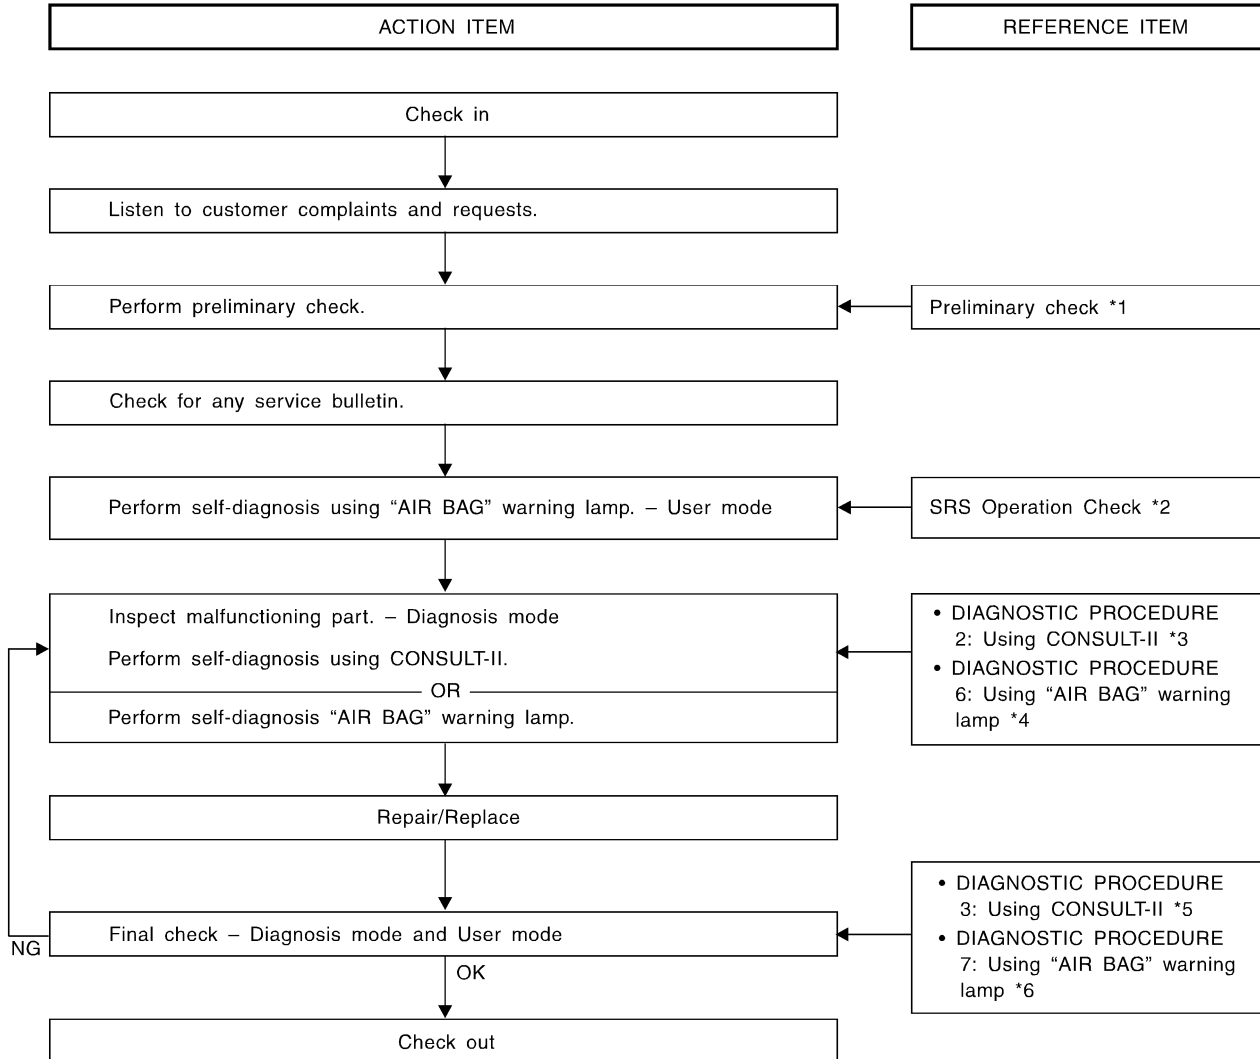 ACTION ITEM
REFERENCE ITEM
Check in
Listen to customer complaints and requests.
Perform preliminary check.
Preliminary check *1
Check for any service bulletin.
Perform self-diagnosis using “AIR BAG” warning lamp. – User mode
SRS Operation Check *2
Inspect malfunctioning part. – Diagnosis mode
Perform self-diagnosis using CONSULT-II.
OR
Perform self-diagnosis “AIR BAG” warning lamp.
• DIAGNOSTIC PROCEDURE
2: Using CONSULT-II *3
• DIAGNOSTIC PROCEDURE
6: Using “AIR BAG” warning
lamp *4
Repair/Replace
Final check – Diagnosis mode and User mode
• DIAGNOSTIC PROCEDURE
3: Using CONSULT-II *5
• DIAGNOSTIC PROCEDURE
7: Using “AIR BAG” warning
lamp *6
NG
OK
Check out